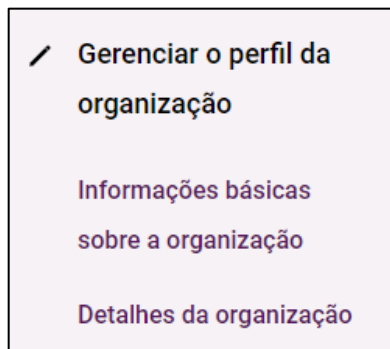 Gerenciar o perfil da
organização
Informações básicas
sobre a organização
Detalhes da organização